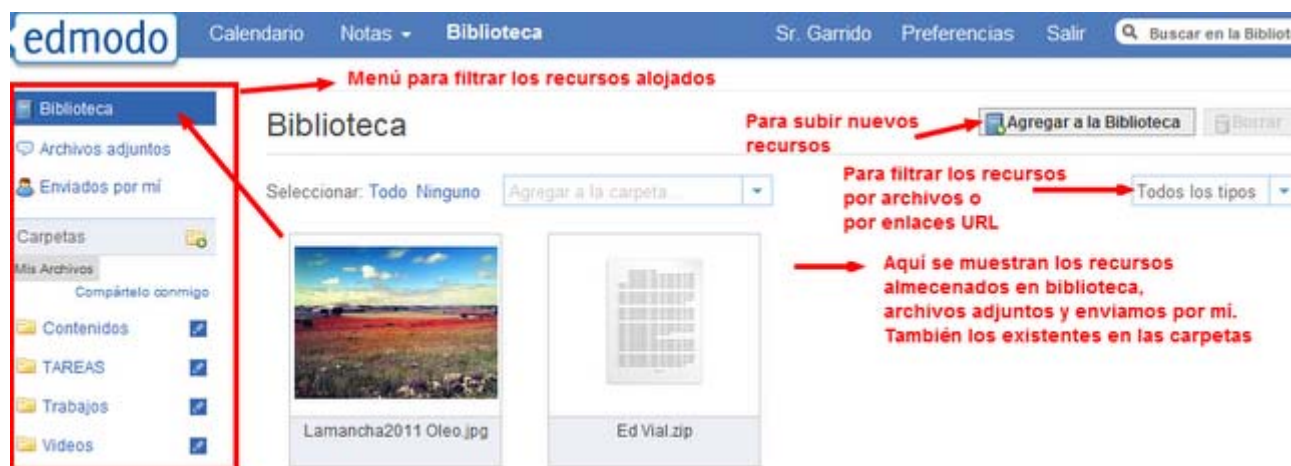 edmodo
Calendario Notas Biblioteca Sr. Garrido Preferencias Salir Buscar en la Bibliot
Menú para filtrar los recursos alojados
Biblioteca
Archivos adjuntos
Enviados por mí
Carpetas
Mis Archivos
Compártelo conmigo
Contenidos
TAREAS
Trabajos
Videos
Biblioteca
Para subir nuevos
recursos
Agregar a la Biblioteca Borrar
Seleccionar: Todo Ninguno Agregar a la carpeta...
Para filtrar los recursos
por archivos o
por enlaces URL
Todos los tipos
Lamancha2011 Oleo.jpg
Ed Vial.zip
Aquí se muestran los recursos
almecenados en biblioteca,
archivos adjuntos y enviamos por mí.
También los existentes en las carpetas